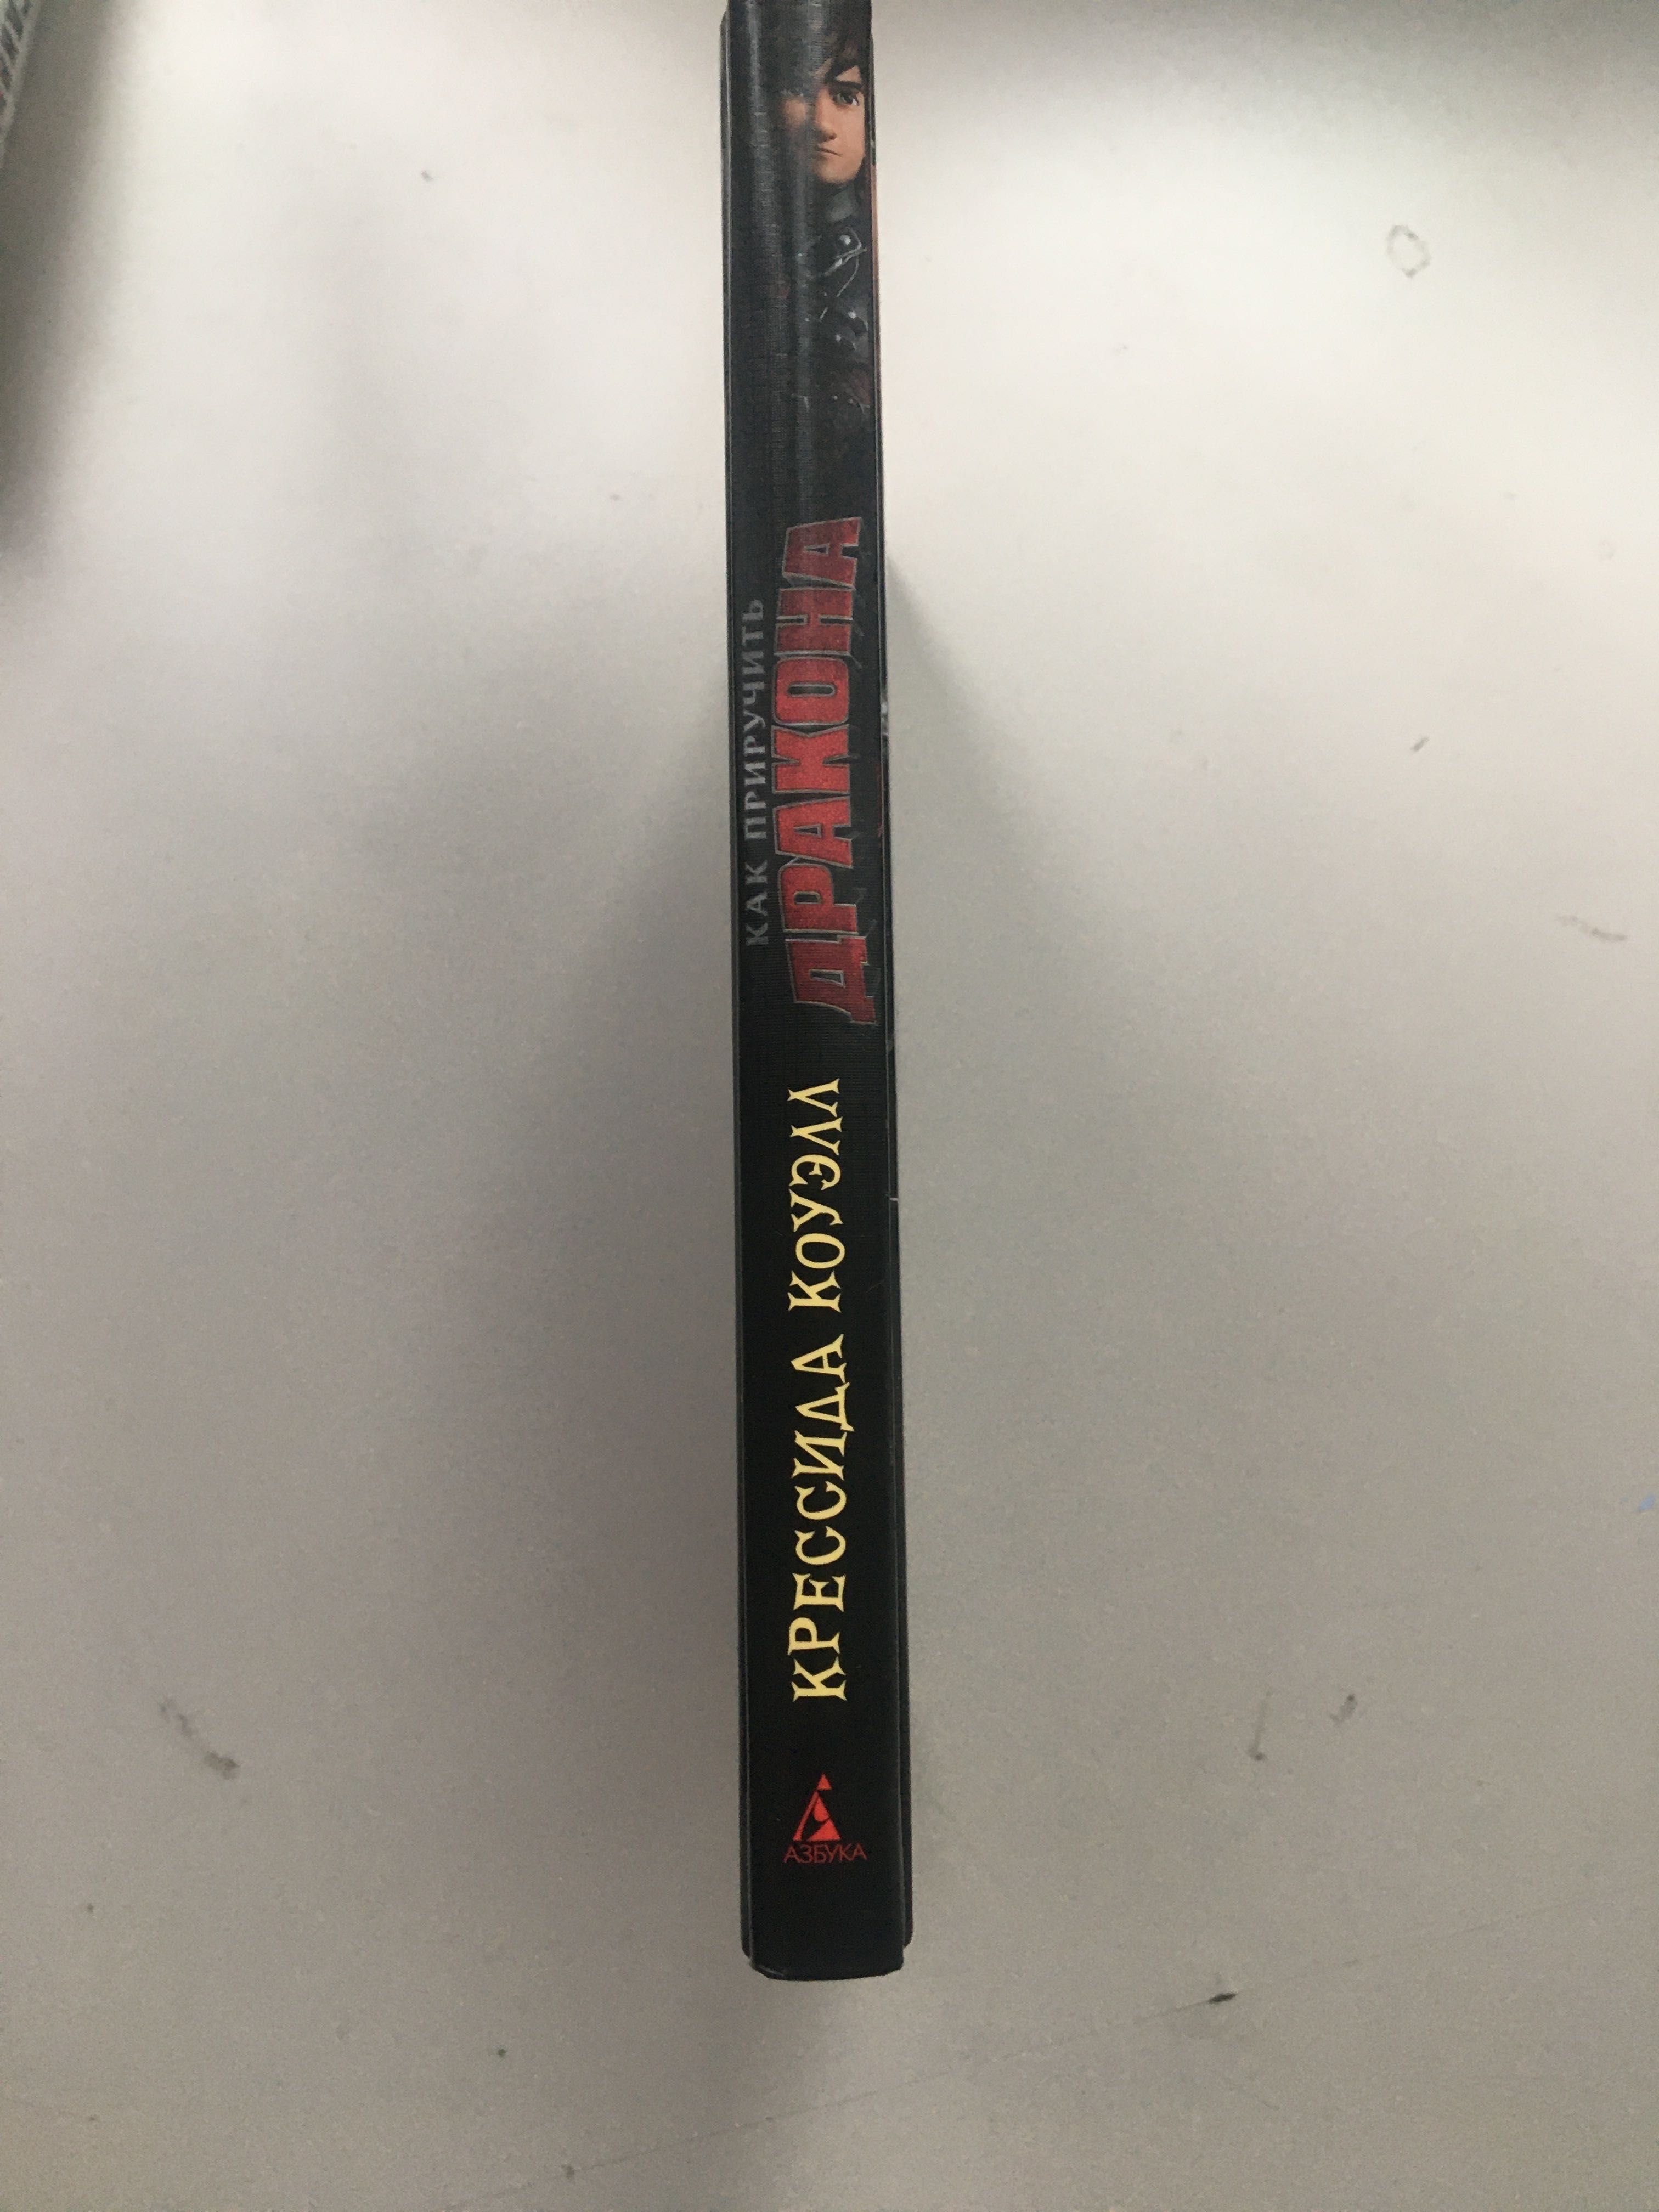 КАК ПРИРУЧИТЬ
ДРАКОНА
КРЕССИДА КОУЭЛЛ
АЗБУКА